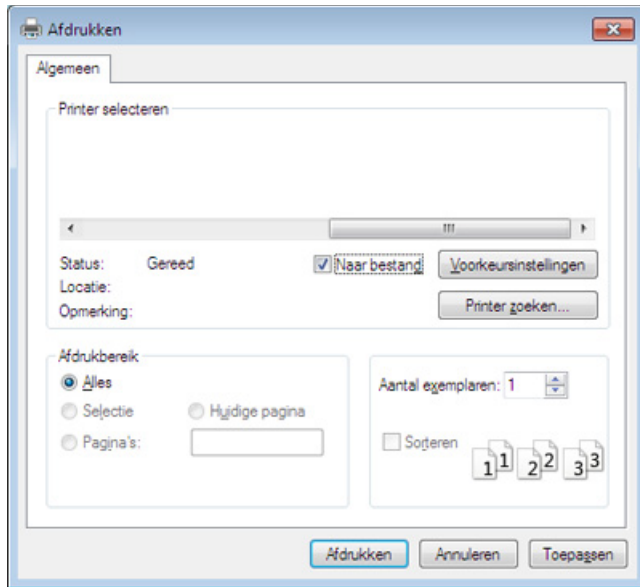 Afdrukken
Algemeen
Printer selecteren
Status: Gereed
Naar bestand
Voorkeursinstellingen
Locatie:
Opmerking:
Printer zoeken...
Afdrukbereik
Alles
Selectie Huidige pagina
Pagina's:
Aantal exemplaren: 1
Sorteren
1 1 2 2 3 3
Afdrukken Annuleren Toepassen